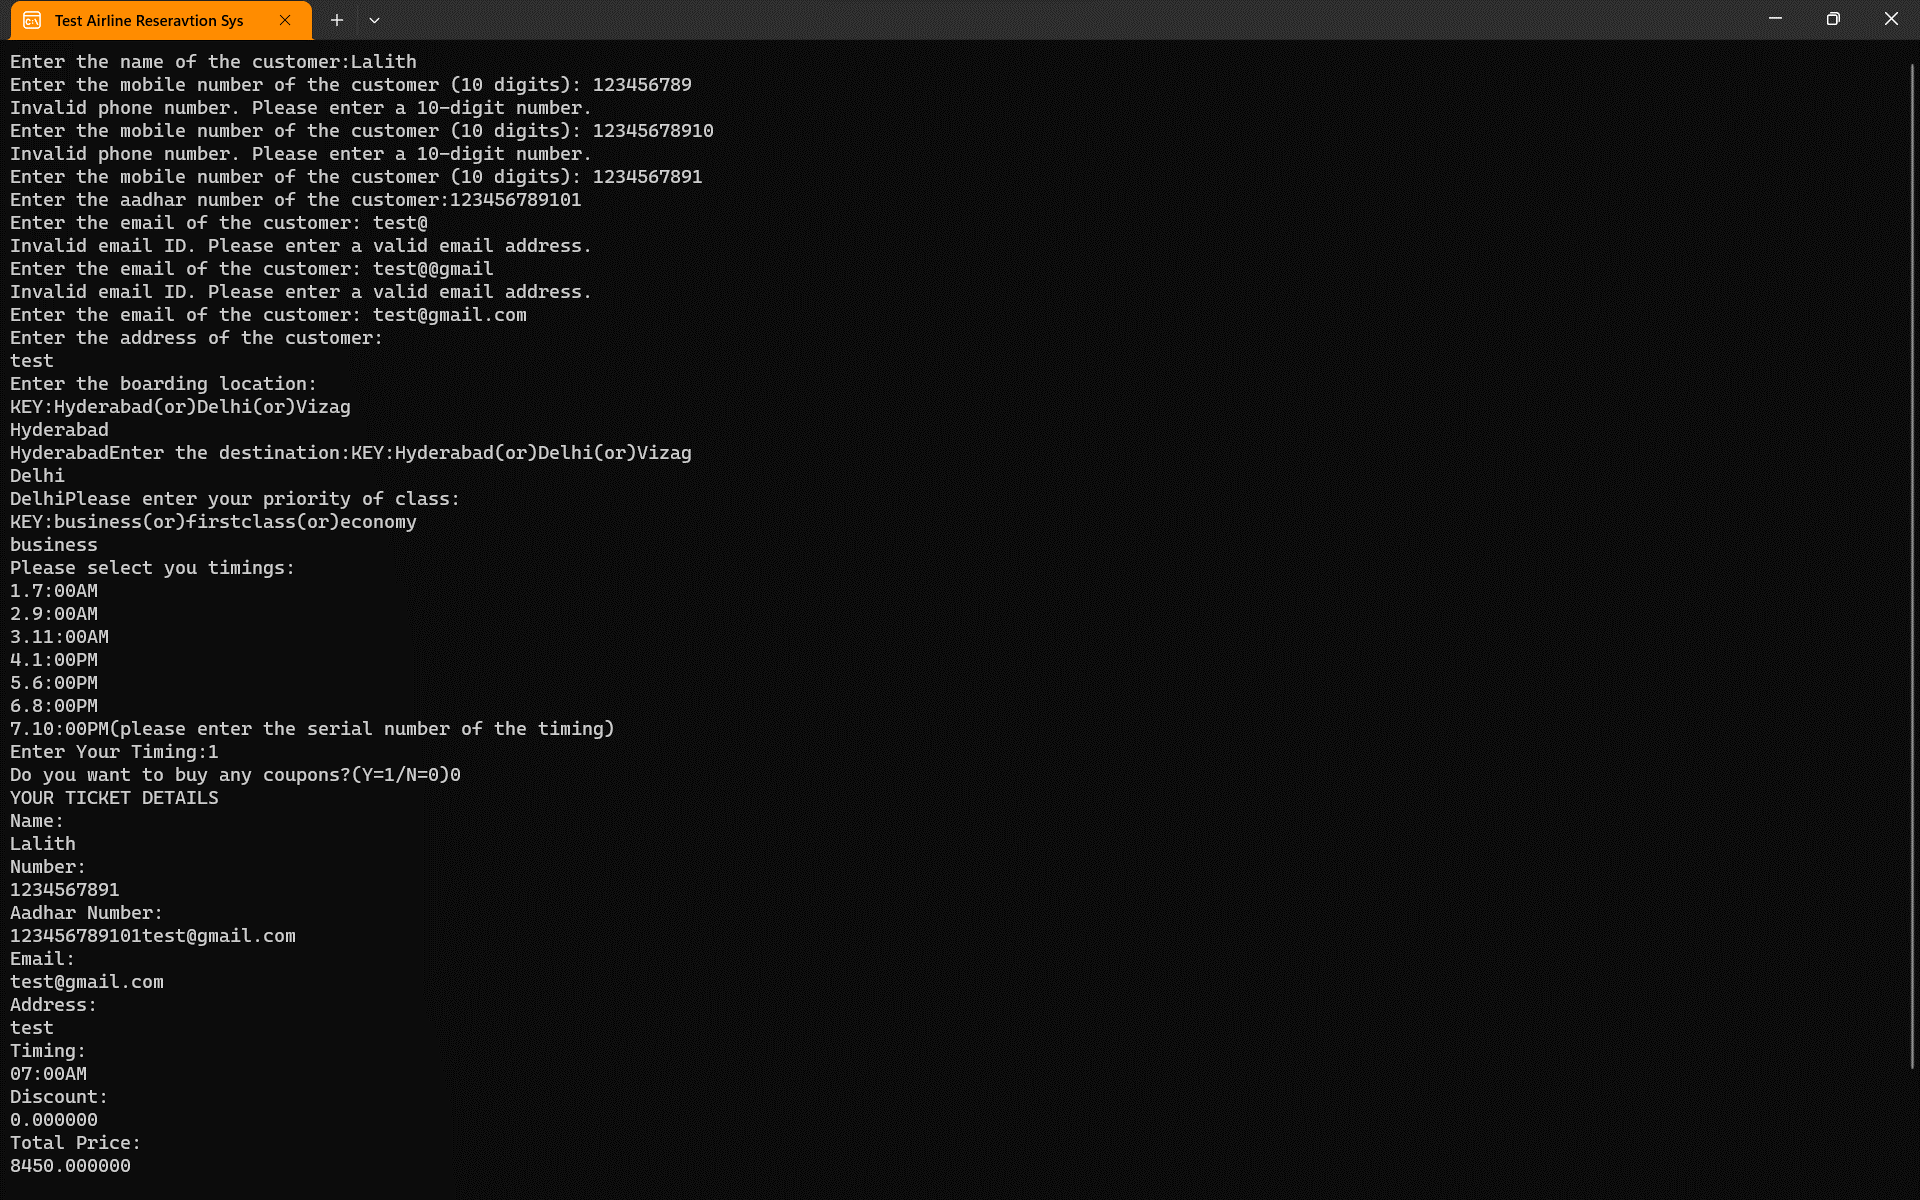 Test Airline Reseravtion Sys
Enter the name of the customer:Lalith
Enter the mobile number of the customer (10 digits): 123456789
Invalid phone number. Please enter a 10-digit number.
Enter the mobile number of the customer (10 digits): 12345678910
Invalid phone number. Please enter a 10-digit number.
Enter the mobile number of the customer (10 digits): 1234567891
Enter the aadhar number of the customer:123456789101
Enter the email of the customer: test@
Invalid email ID. Please enter a valid email address.
Enter the email of the customer: test@@gmail
Invalid email ID. Please enter a valid email address.
Enter the email of the customer: test@gmail.com
Enter the address of the customer:
test
Enter the boarding location:
KEY:Hyderabad(or)Delhi(or)Vizag
Hyderabad
HyderabadEnter the destination:KEY:Hyderabad(or)Delhi(or)Vizag
Delhi
DelhiPlease enter your priority of class:
KEY:business(or)firstclass(or)economy
business
Please select you timings:
1.7:00AM
2.9:00AM
3.11:00AM
4.1:00PM
5.6:00PM
6.8:00PM
7.10:00PM(please enter the serial number of the timing)
Enter Your Timing:1
Do you want to buy any coupons?(Y=1/N=0)0
YOUR TICKET DETAILS
Name:
Lalith
Number:
1234567891
Aadhar Number:
123456789101test@gmail.com
Email:
test@gmail.com
Address:
test
Timing:
07:00AM
Discount:
0.000000
Total Price:
8450.000000